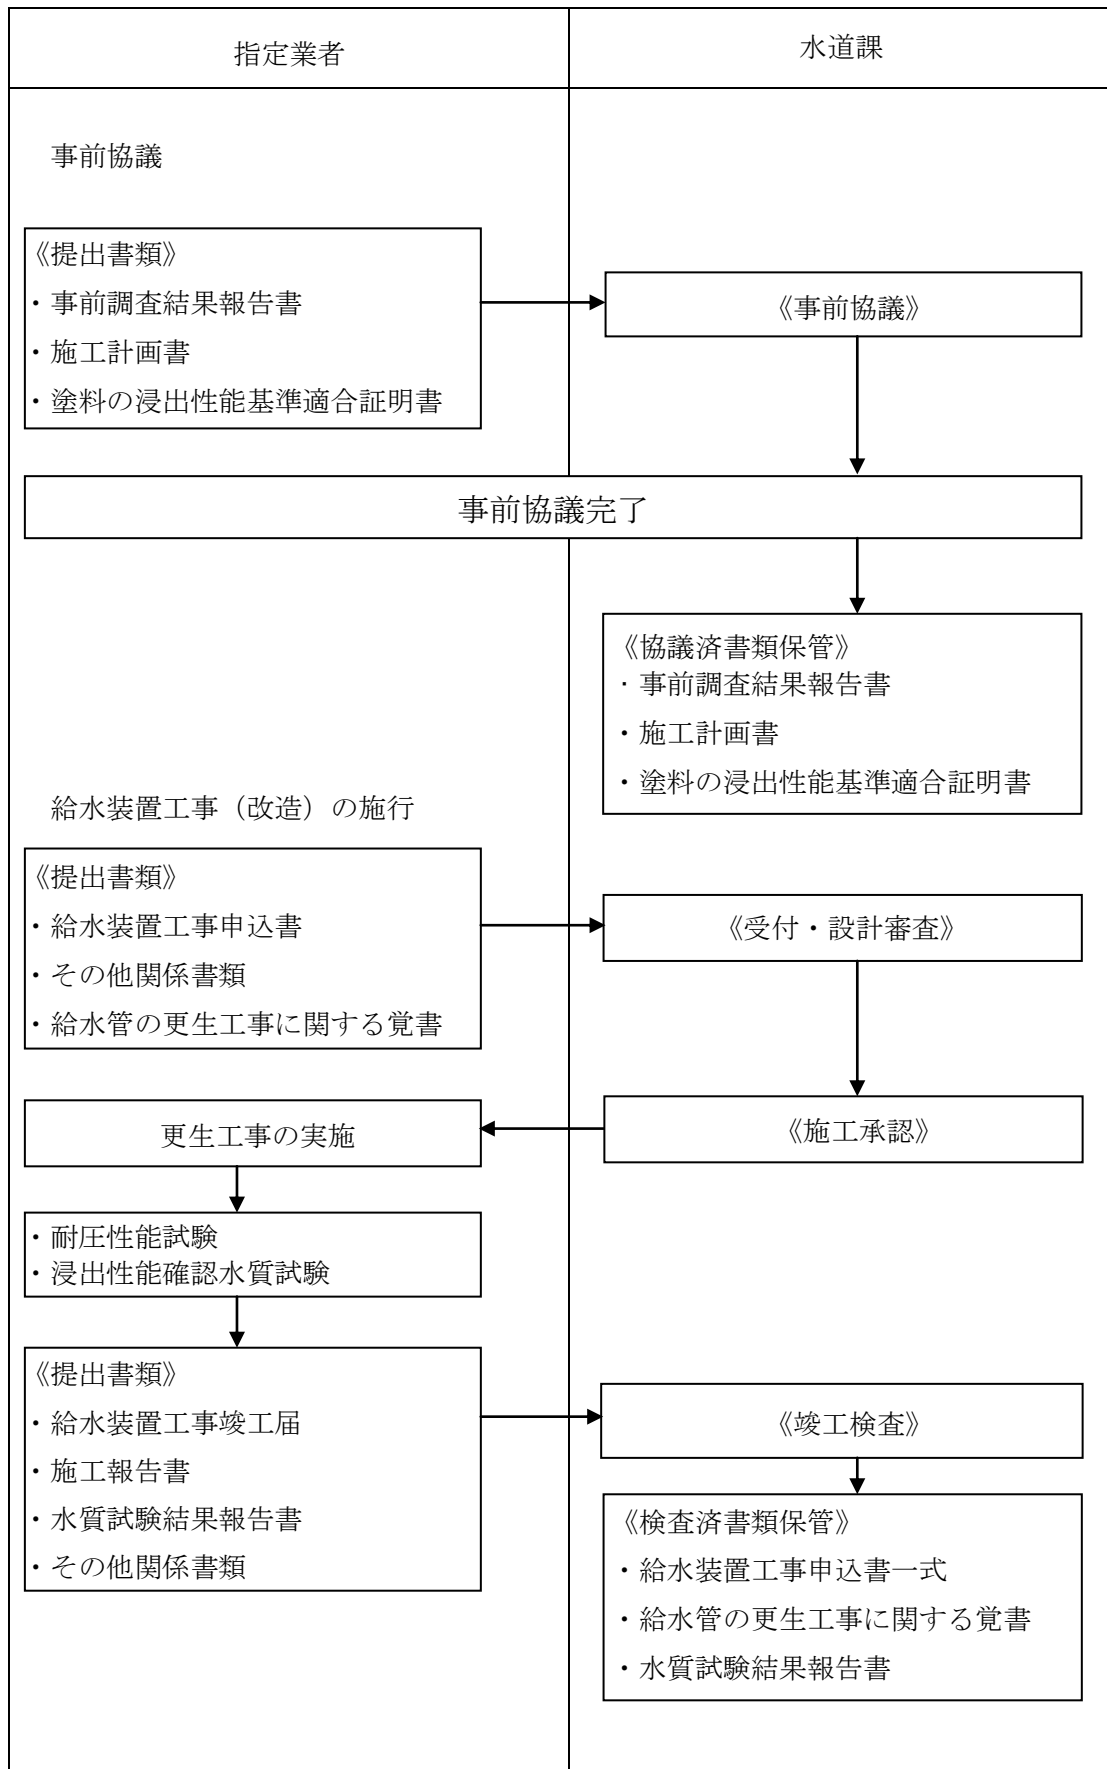 指定業者
水道課
事前協議
《提出書類》
・事前調査結果報告書
・施工計画書
・塗料の浸出性能基準適合証明書
《事前協議》
事前協議完了
《協議済書類保管》
・事前調査結果報告書
・施工計画書
・塗料の浸出性能基準適合証明書
給水装置工事（改造）の施行
《提出書類》
・給水装置工事申込書
・その他関係書類
・給水管の更生工事に関する覚書
《受付・設計審査》
《施工承認》
更生工事の実施
・耐圧性能試験
・浸出性能確認水質試験
《提出書類》
・給水装置工事竣工届
・施工報告書
・水質試験結果報告書
・その他関係書類
《竣工検査》
《検査済書類保管》
・給水装置工事申込書一式
・給水管の更生工事に関する覚書
・水質試験結果報告書